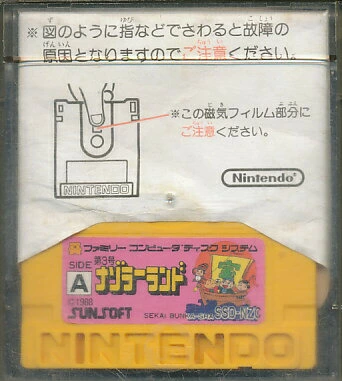 ※図のように指などでさわると故障の
原因となりますのでご注意ください。
※この磁気フィルム部分に
ご注意ください。
NINTENDO
Nintendo
ファミリー コンピュータ ディスク システム
第3号
SIDE
A
ナゾラーランド
©1988
SUNSOFT
SEKAI BUN
SSD-NZC
NINTENDO